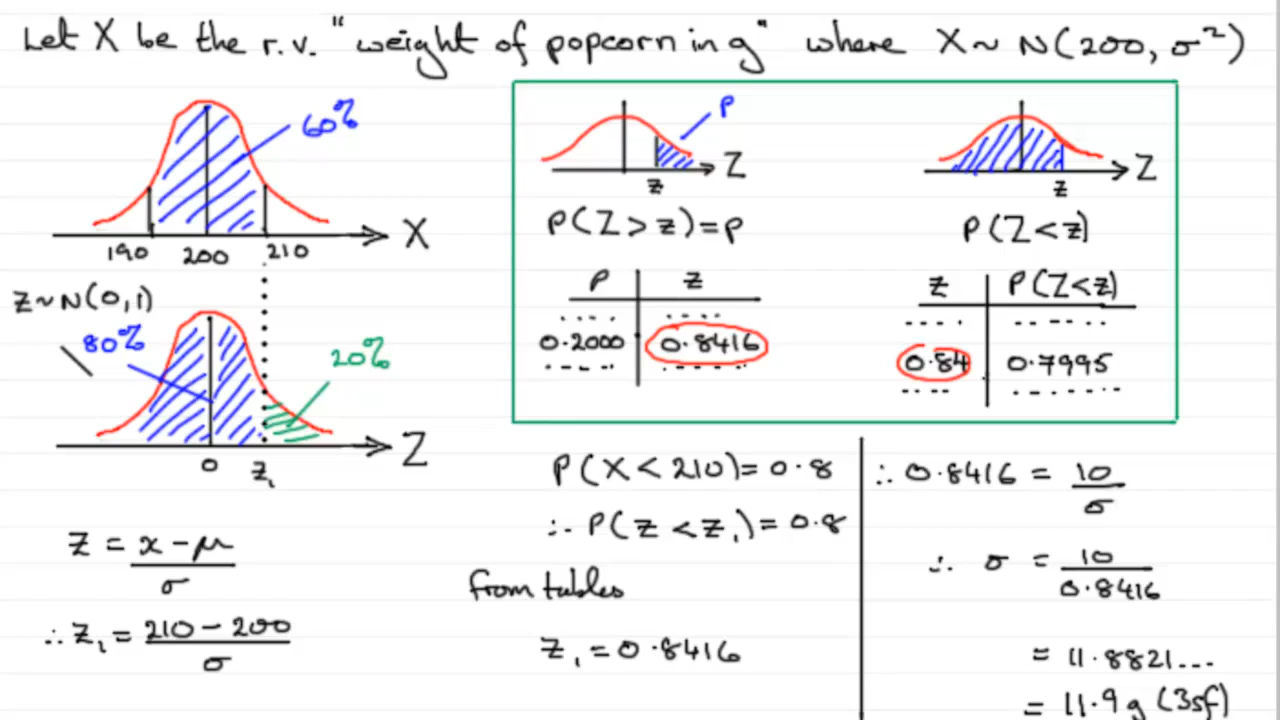 Let X be the r.v. "weight of popcorn in g" where X ~ N(200, σ²)
60%
190 200 210 X
Z ~ N(0,1)
80%
20%
0 z₁ Z
Z = x - μ / σ
∴ z₁ = 210 - 200 / σ
P
z Z
P(Z > z) = p
P z
..... .....
0.2000 0.8416
..... .....
z Z
P(Z < z)
z P(Z < z)
..... .....
0.84 0.7995
..... .....
P(X < 210) = 0.8
∴ P(Z < z₁) = 0.8
from tables
z₁ = 0.8416
∴ 0.8416 = 10 / σ
∴ σ = 10 / 0.8416
= 11.8821...
= 11.9 g (3sf)